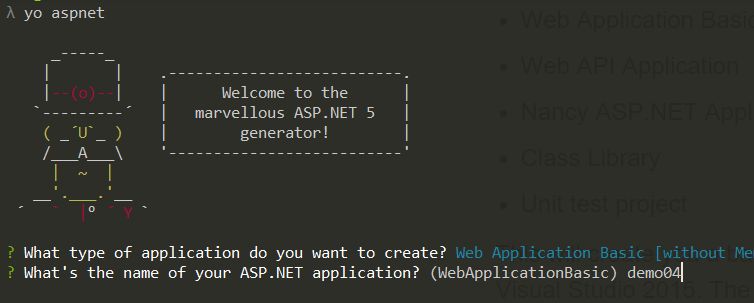 λ yo aspnet
Welcome to the
marvellous ASP.NET 5
generator!
? What type of application do you want to create? Web Application Basic [without Me
? What's the name of your ASP.NET application? (WebApplicationBasic) demo04
Web Application Basic
Web API Application
Nancy ASP.NET Appl
Class Library
Unit test project
Visual Studio 2015. The